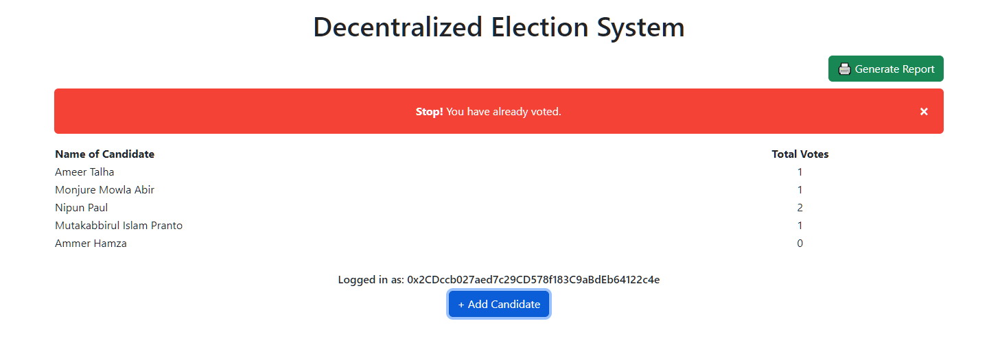 Decentralized Election System
Generate Report
Stop! You have already voted.
×
Name of Candidate Total Votes
Ameer Talha 1
Monjure Mowla Abir 1
Nipun Paul 2
Mutakabbirul Islam Pranto 1
Ammer Hamza 0
Logged in as: 0x2CDccb027aed7c29CD578f183C9aBdEb64122c4e
+ Add Candidate